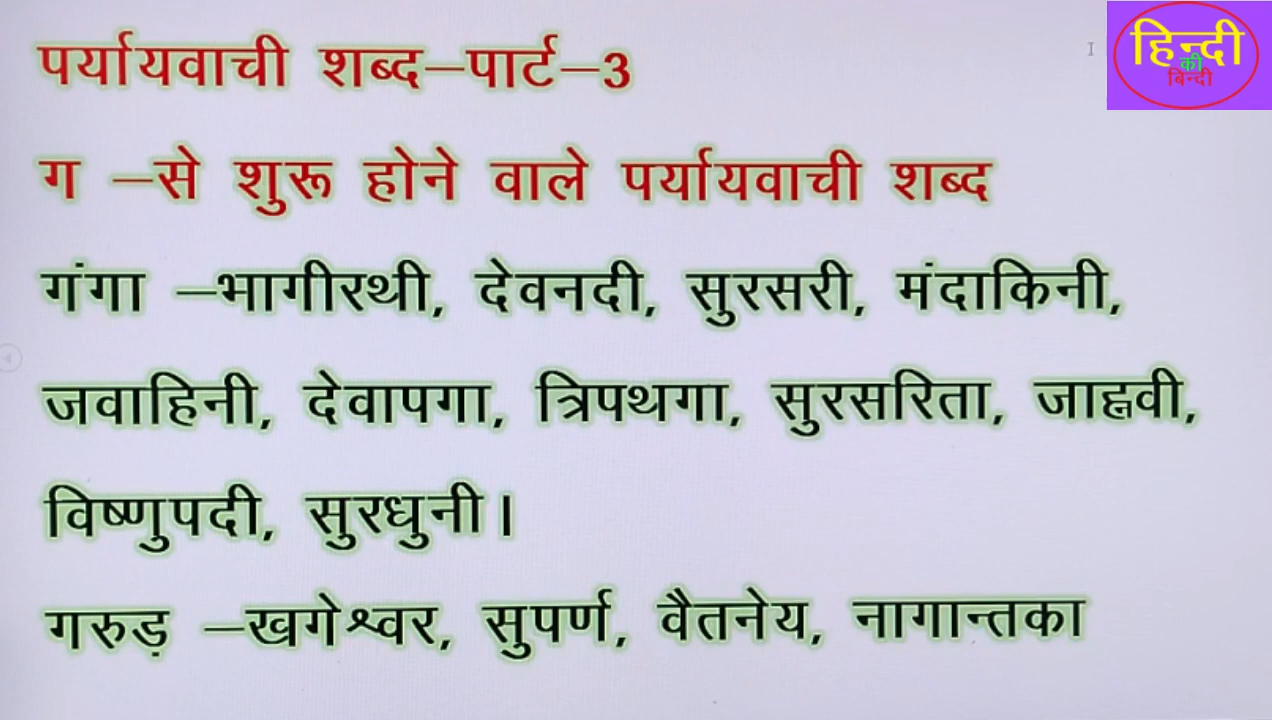 पर्यायवाची शब्द–पार्ट–3
हिन्दी
की
बिन्दी
ग –से शुरू होने वाले पर्यायवाची शब्द
गंगा –भागीरथी, देवनदी, सुरसरी, मंदाकिनी,
जवाहिनी, देवापगा, त्रिपथगा, सुरसरिता, जाह्नवी,
विष्णुपदी, सुरधुनी।
गरुड़ –खगेश्वर, सुपर्ण, वैतनेय, नागान्तका